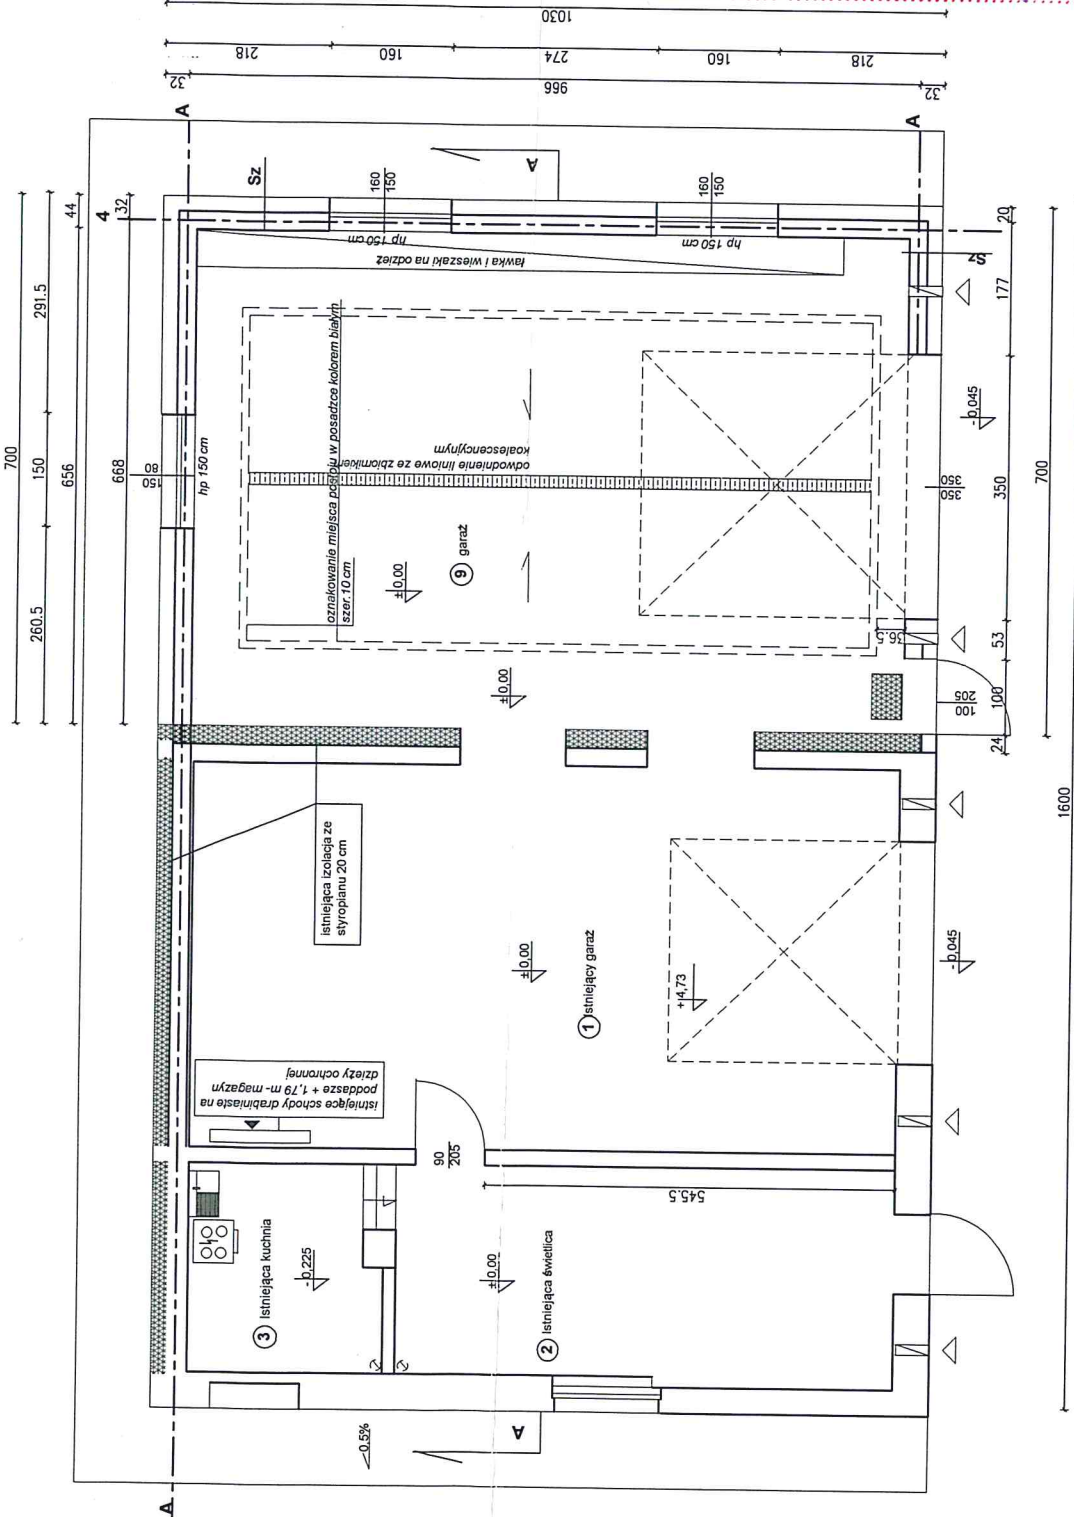 1030
218
160
274
160
218
32
966
32
A
A
Sz
160
150
A
160
150
hp 150 cm
hp 150 cm
ławka i wieszaki na odzież
Sz
4
700
291.5
150
260.5
44
656
32
668
80
150
hp 150 cm
oznakowanie miejsca postoju w posadzce kolorem białym
szer.10 cm
odwodnienie liniowe ze zbiornikiem
koalescencyjnym
9 garaż
±0,00
±0,00
36.5
20
177
-0,045
350
350
350
700
53
100
205
100
24
1600
istniejąca izolacja ze
styropianu 20 cm
±0,00
1 Istniejący garaż
+4,73
-0,045
istniejące schody drabiniaste na
poddasze + 1,79 m- magazyn
dzieży ochronnej
90
205
545.5
3 Istniejąca kuchnia
-0,225
±0,00
2 Istniejąca świetlica
0.5%
A
A